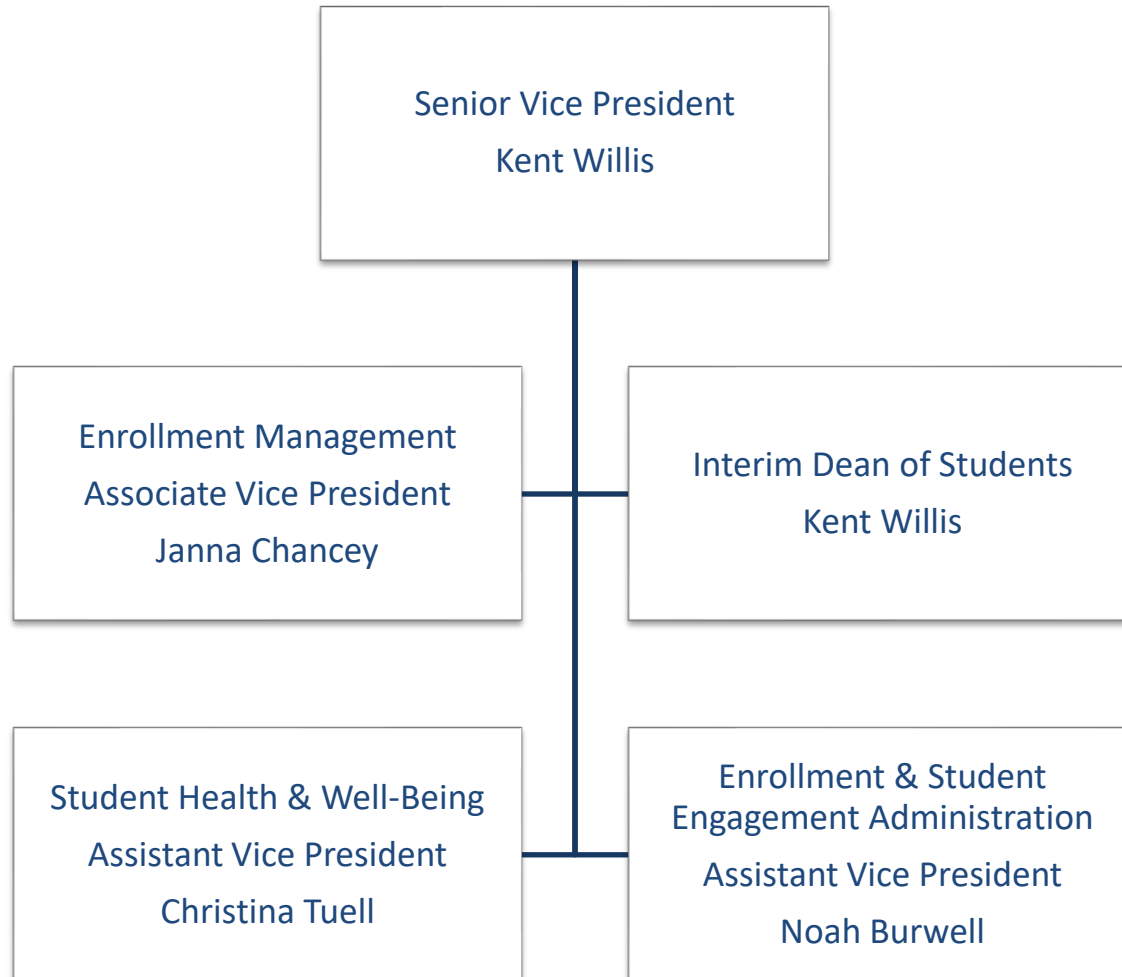 Senior Vice President
Kent Willis
Enrollment Management
Associate Vice President
Janna Chancey
Interim Dean of Students
Kent Willis
Student Health & Well-Being
Assistant Vice President
Christina Tuell
Enrollment & Student
Engagement Administration
Assistant Vice President
Noah Burwell